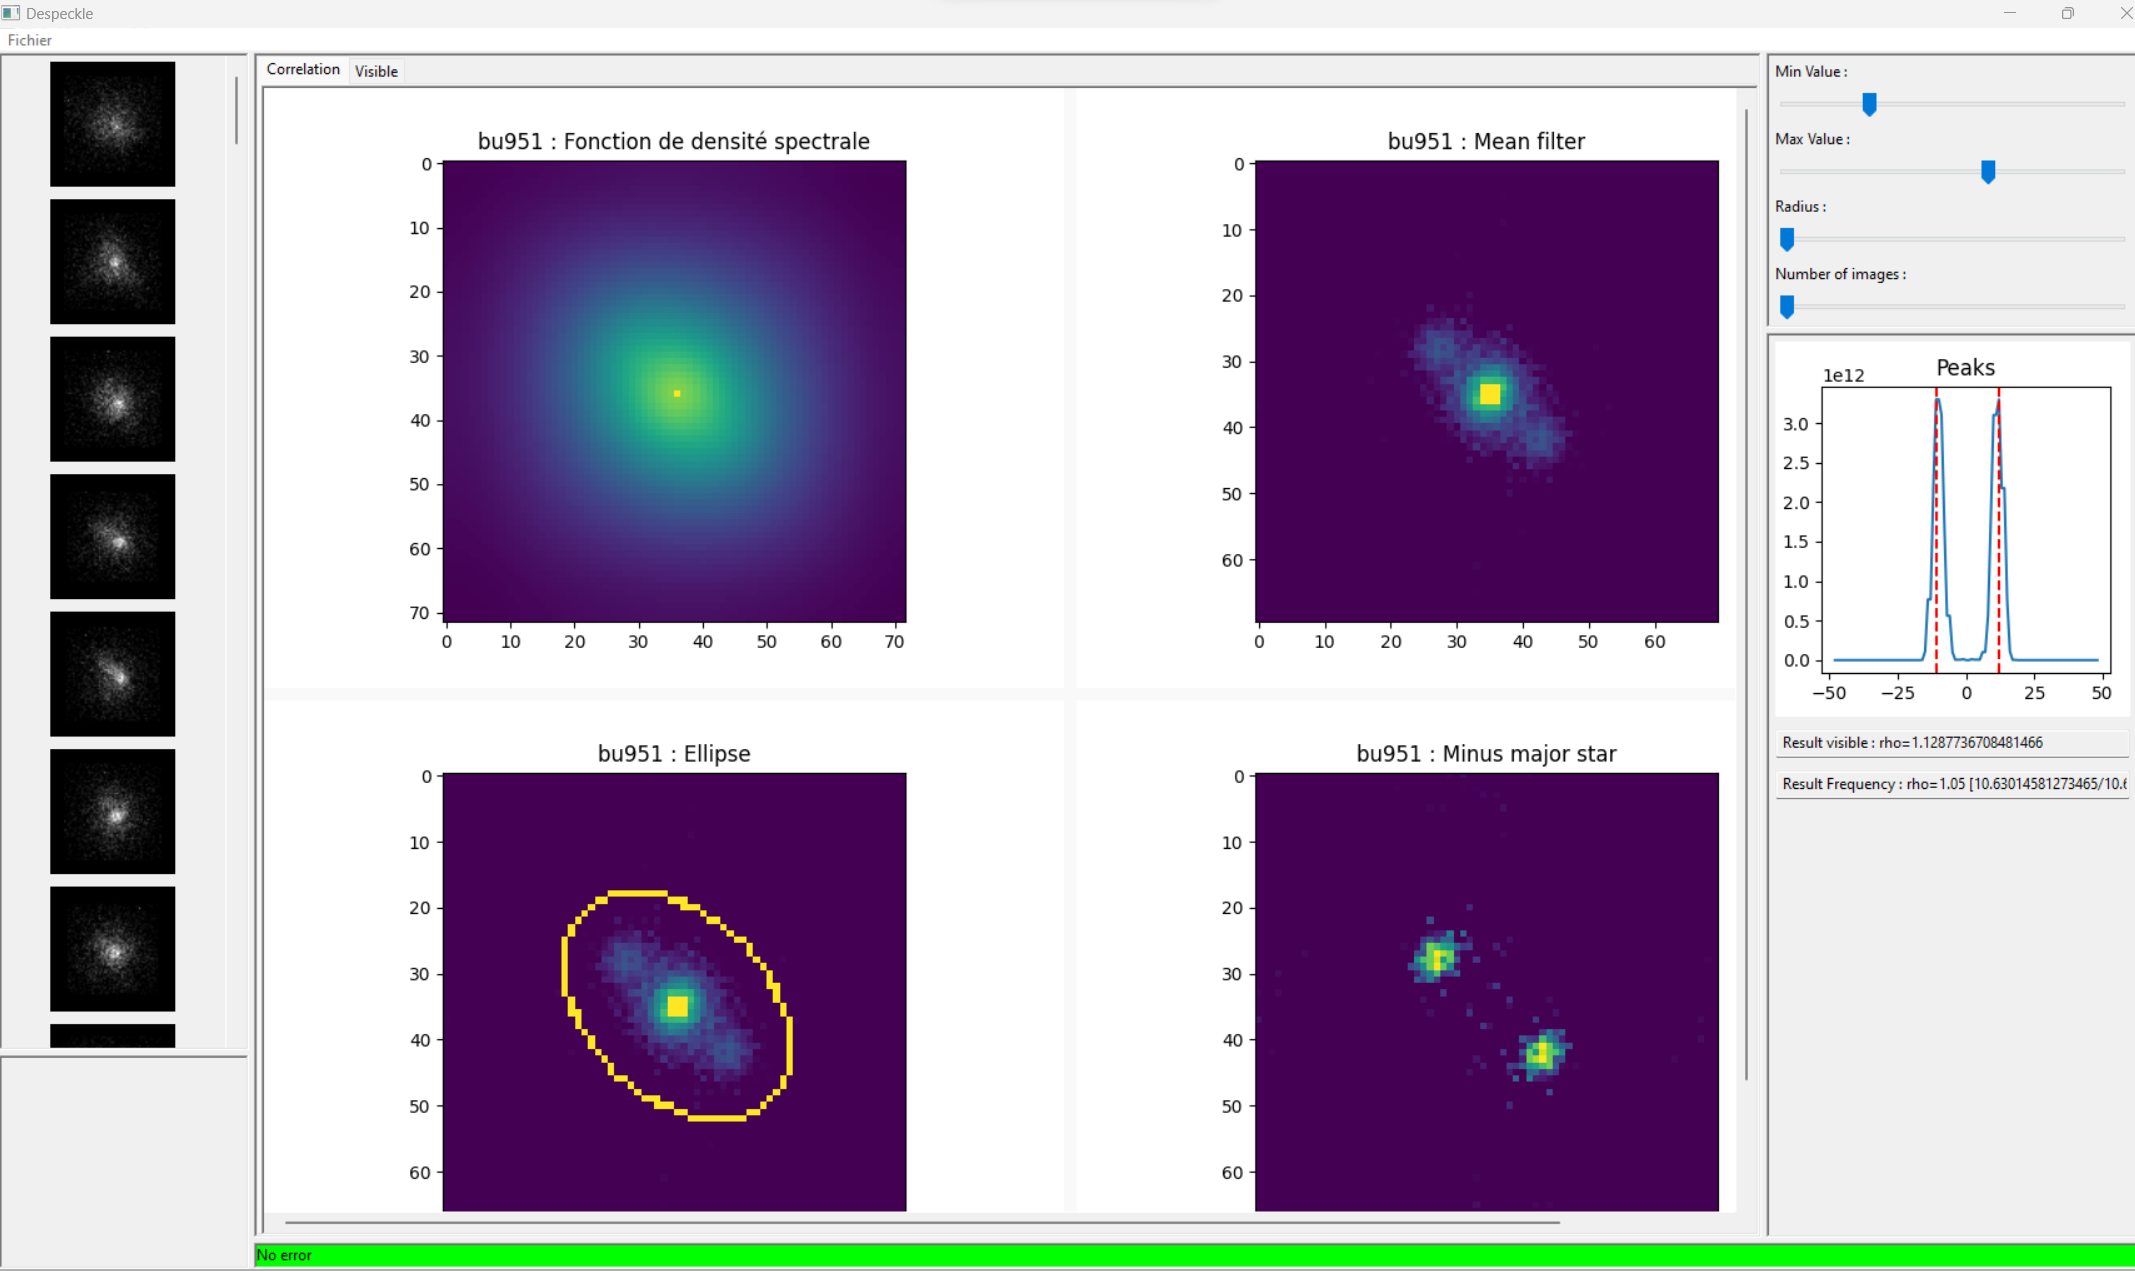 Despeckle
Fichier
Correlation
Visible
bu951 : Fonction de densité spectrale
0
10
20
30
40
50
60
70
0 10 20 30 40 50 60 70
bu951 : Mean filter
0
10
20
30
40
50
60
0 10 20 30 40 50 60
bu951 : Ellipse
0
10
20
30
40
50
60
bu951 : Minus major star
0
10
20
30
40
50
60
Min Value :
Max Value :
Radius :
Number of images :
Peaks
1e12
3.0
2.5
2.0
1.5
1.0
0.5
0.0
−50 −25 0 25 50
Result visible : rho=1.1287736708481466
Result Frequency : rho=1.05 [10.63014581273465/10.6
No error